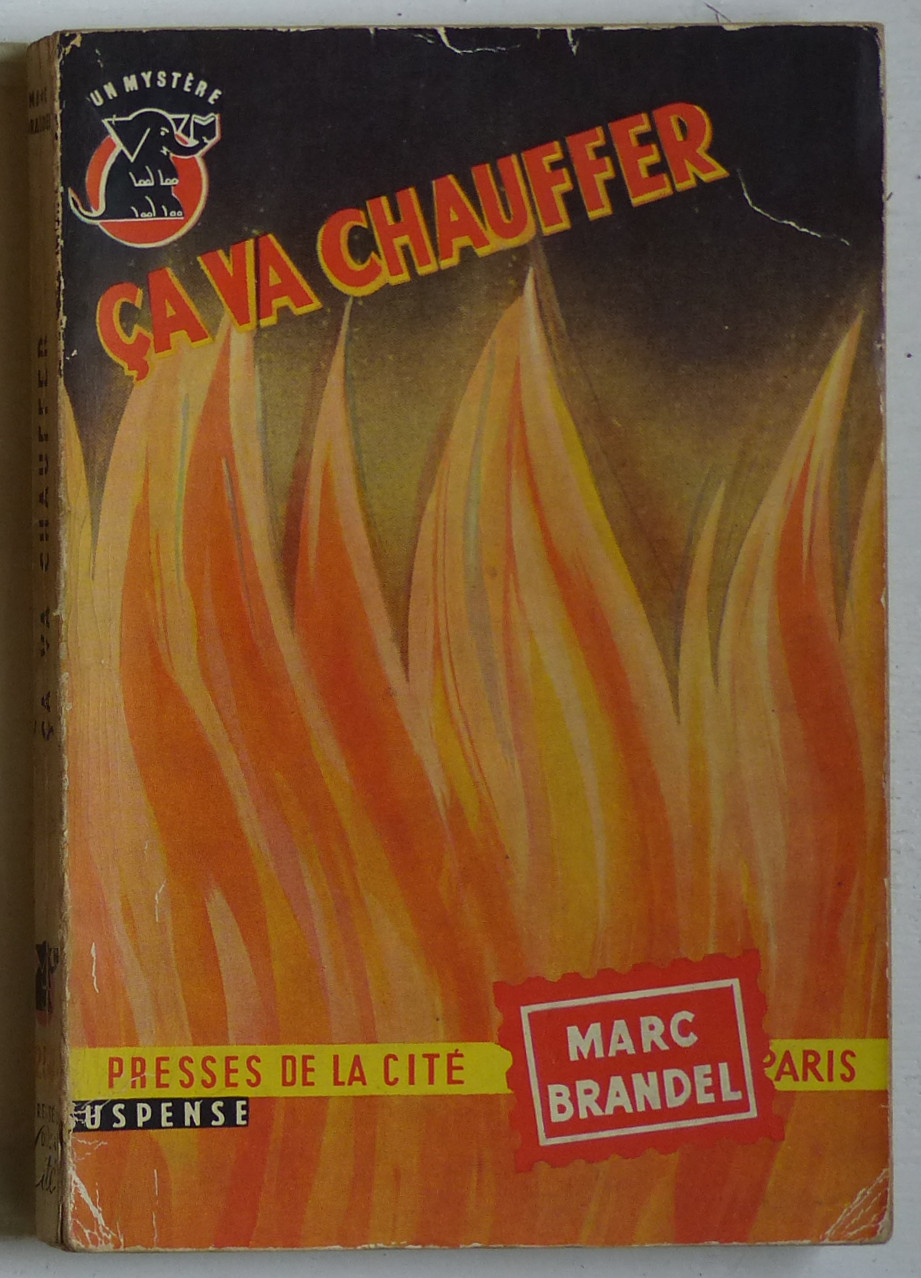 UN MYSTÈRE
ÇA VA CHAUFFER
PRESSES DE LA CITÉ
MARC
BRANDEL
PARIS
USPENSE
ÇA VA CHAUFFER